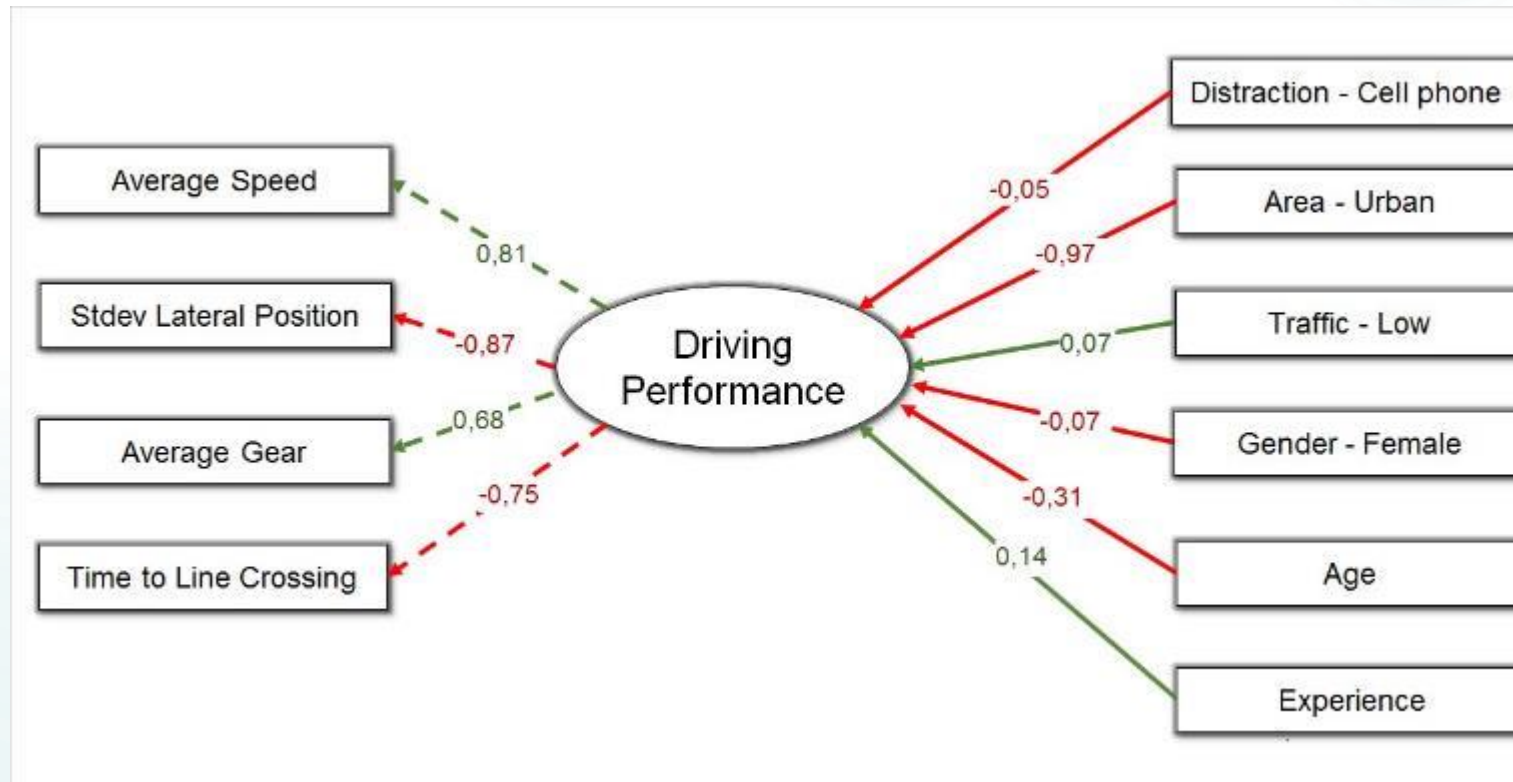 Distraction - Cell phone
Average Speed
-0,05
Area - Urban
0,81
-0,97
Stdev Lateral Position
-0,87
Driving
Performance
0,07
Traffic - Low
Average Gear
0,68
-0,07
Gender - Female
-0,75
-0,31
Time to Line Crossing
0,14
Age
Experience